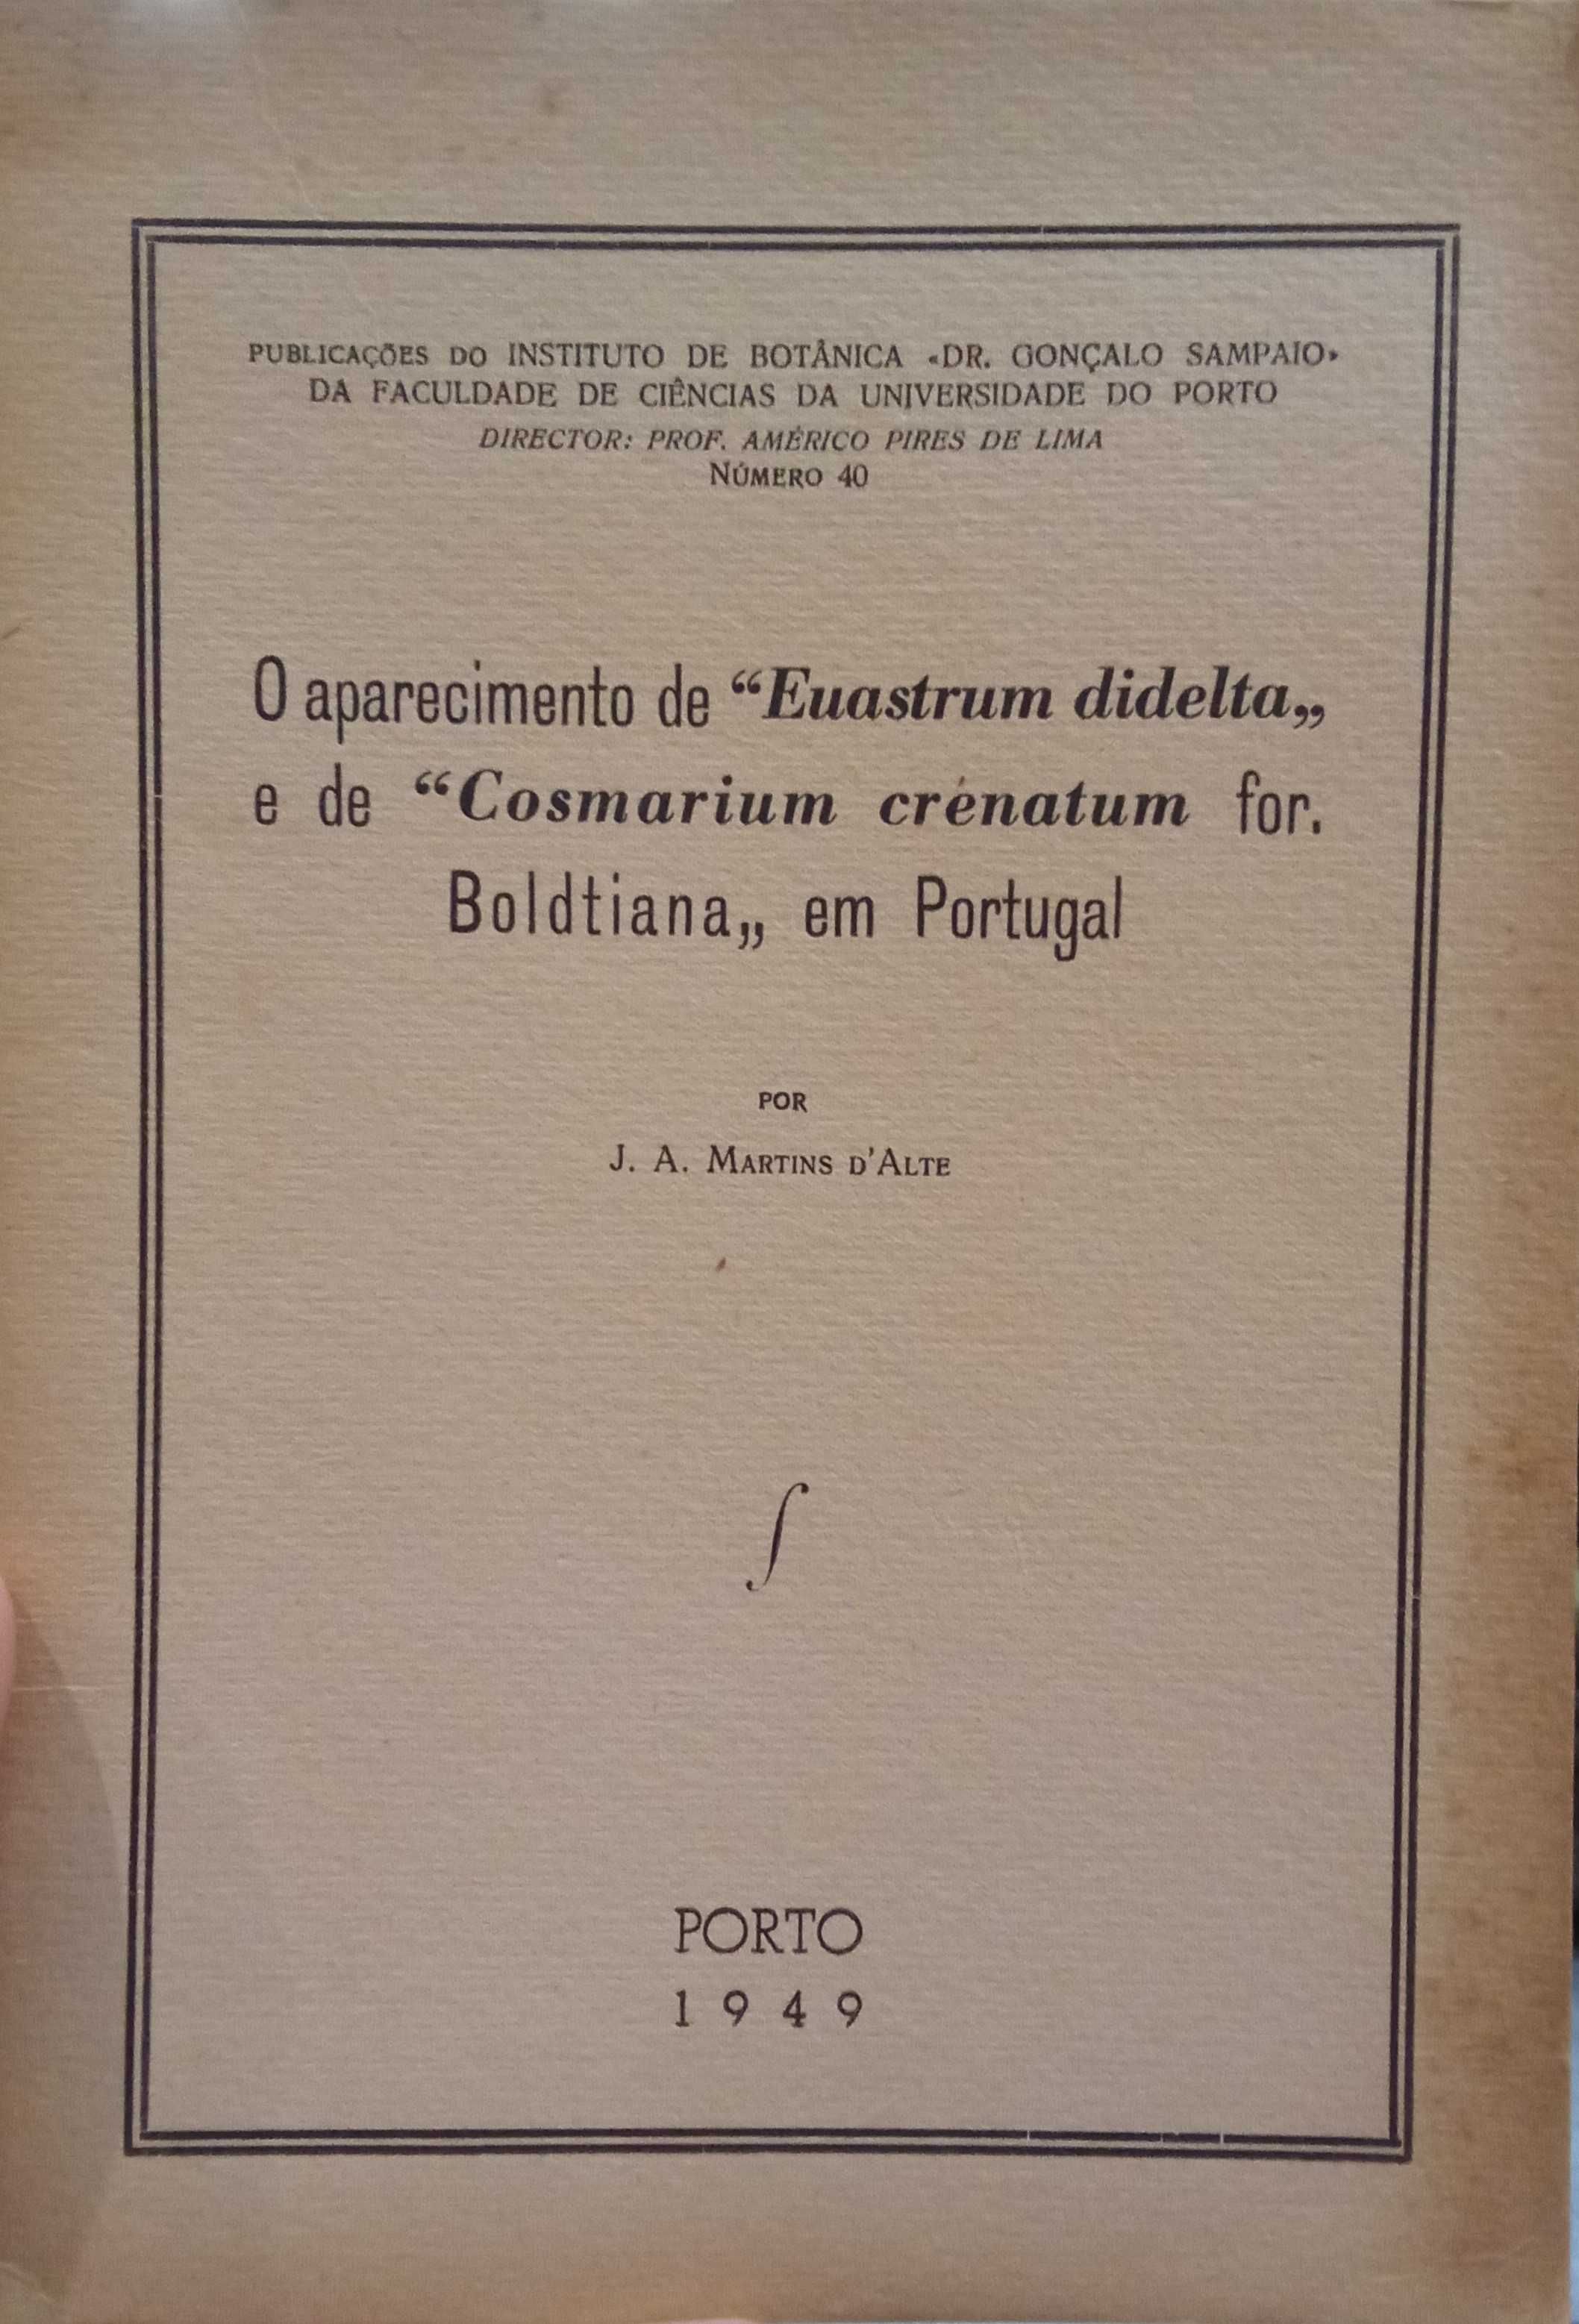 PUBLICAÇÕES DO INSTITUTO DE BOTÂNICA «DR. GONÇALO SAMPAIO»
DA FACULDADE DE CIÊNCIAS DA UNIVERSIDADE DO PORTO
DIRECTOR: PROF. AMÉRICO PIRES DE LIMA
NÚMERO 40
O aparecimento de “Euastrum didelta„
e de “Cosmarium crénatum for.
Boldtiana„ em Portugal
POR
J. A. MARTINS D'ALTE
∫
PORTO
1949